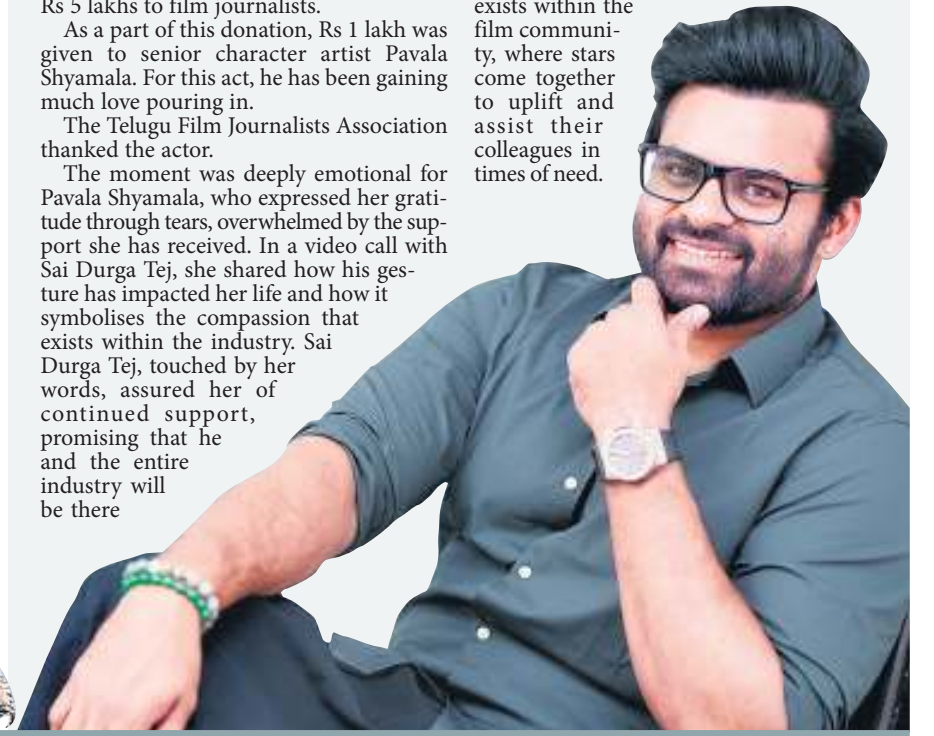 Rs 5 lakhs to film journalists.
As a part of this donation, Rs 1 lakh was
given to senior character artist Pavala
Shyamala. For this act, he has been gaining
much love pouring in.
The Telugu Film Journalists Association
thanked the actor.
The moment was deeply emotional for
Pavala Shyamala, who expressed her grati-
tude through tears, overwhelmed by the sup-
port she has received. In a video call with
Sai Durga Tej, she shared how his ges-
ture has impacted her life and how it
symbolises the compassion that
exists within the industry. Sai
Durga Tej, touched by her
words, assured her of
continued support,
promising that he
and the entire
industry will
be there
exists within the
film communi-
ty, where stars
come together
to uplift and
assist their
colleagues in
times of need.